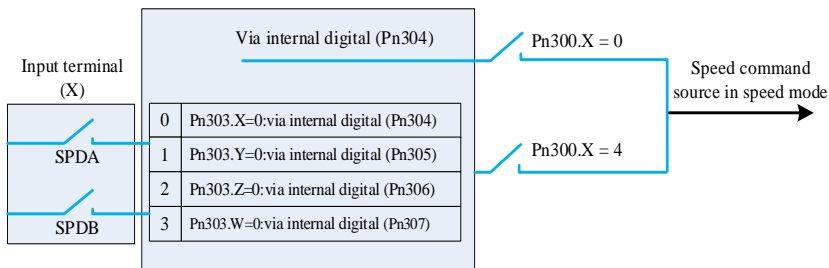 Via internal digital (Pn304)
Pn300.X = 0
Input terminal
(X)
Speed command
source in speed mode
0 Pn303.X=0:via internal digital (Pn304)
SPDA
1 Pn303.Y=0:via internal digital (Pn305)
Pn300.X = 4
2 Pn303.Z=0:via internal digital (Pn306)
SPDB
3 Pn303.W=0:via internal digital (Pn307)